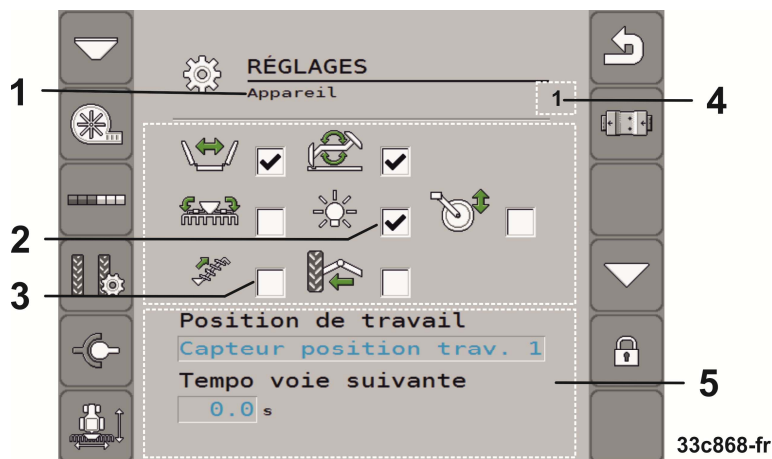 RÉGLAGES
Appareil
1
1
4
2
3
Position de travail
Capteur position trav. 1
Tempo voie suivante
0.0 s
5
33c868-fr